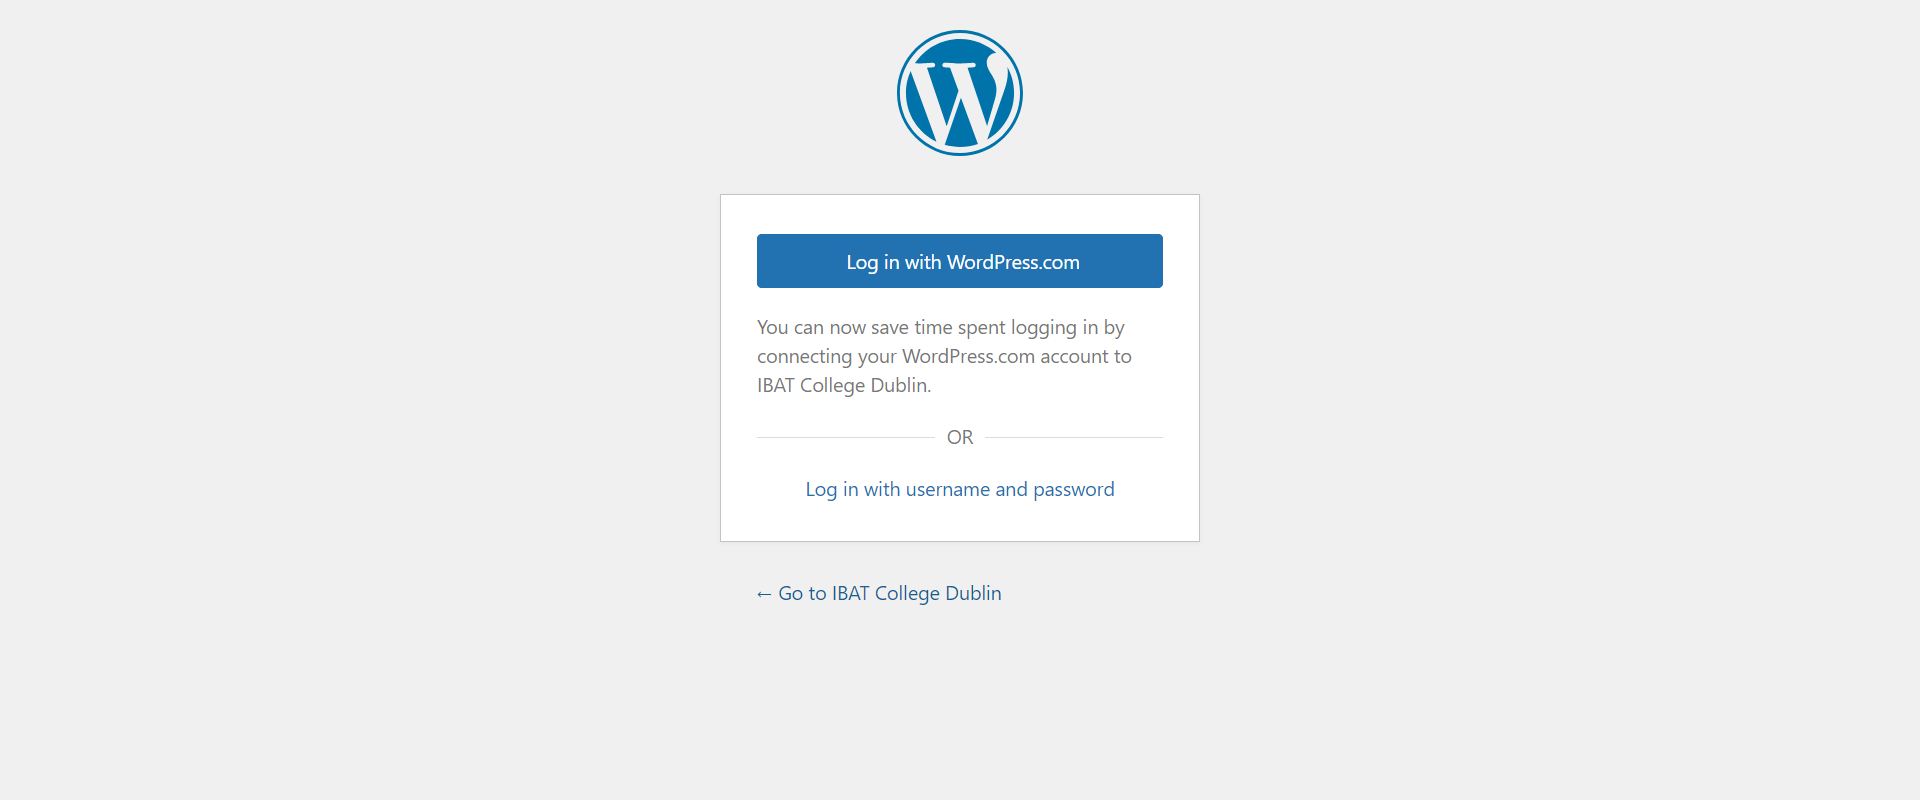 Log in with WordPress.com
You can now save time spent logging in by
connecting your WordPress.com account to
IBAT College Dublin.
OR
Log in with username and password
← Go to IBAT College Dublin